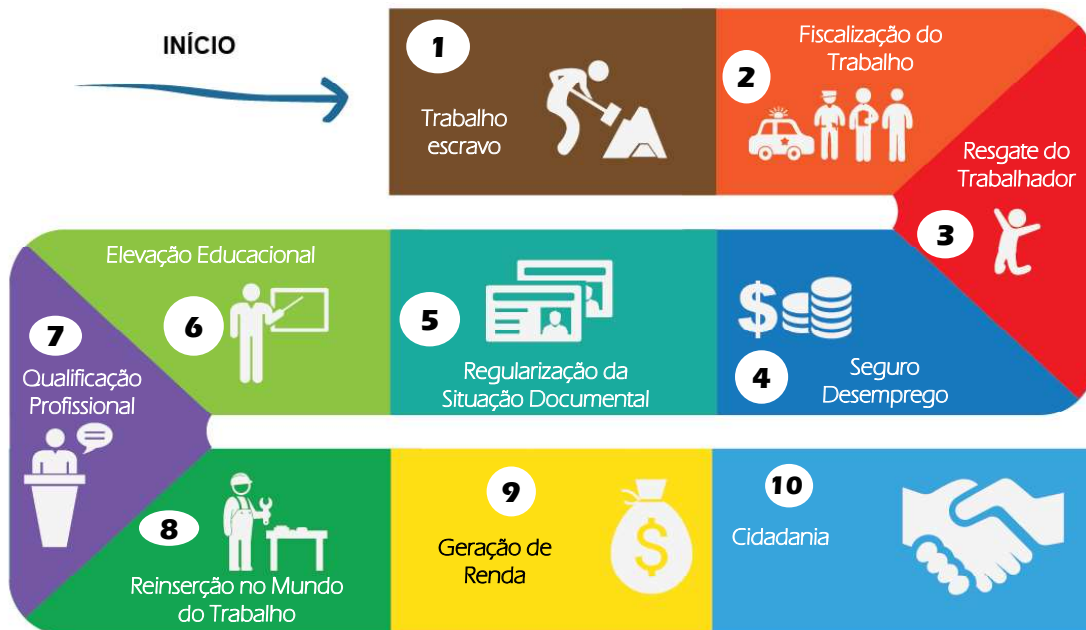 INÍCIO
1
Trabalho
escravo
2
Fiscalização do
Trabalho
3
Resgate do
Trabalhador
4
Seguro
Desemprego
5
Regularização da
Situação Documental
6
Elevação Educacional
7
Qualificação
Profissional
8
Reinserção no Mundo
do Trabalho
9
Geração de
Renda
10
Cidadania